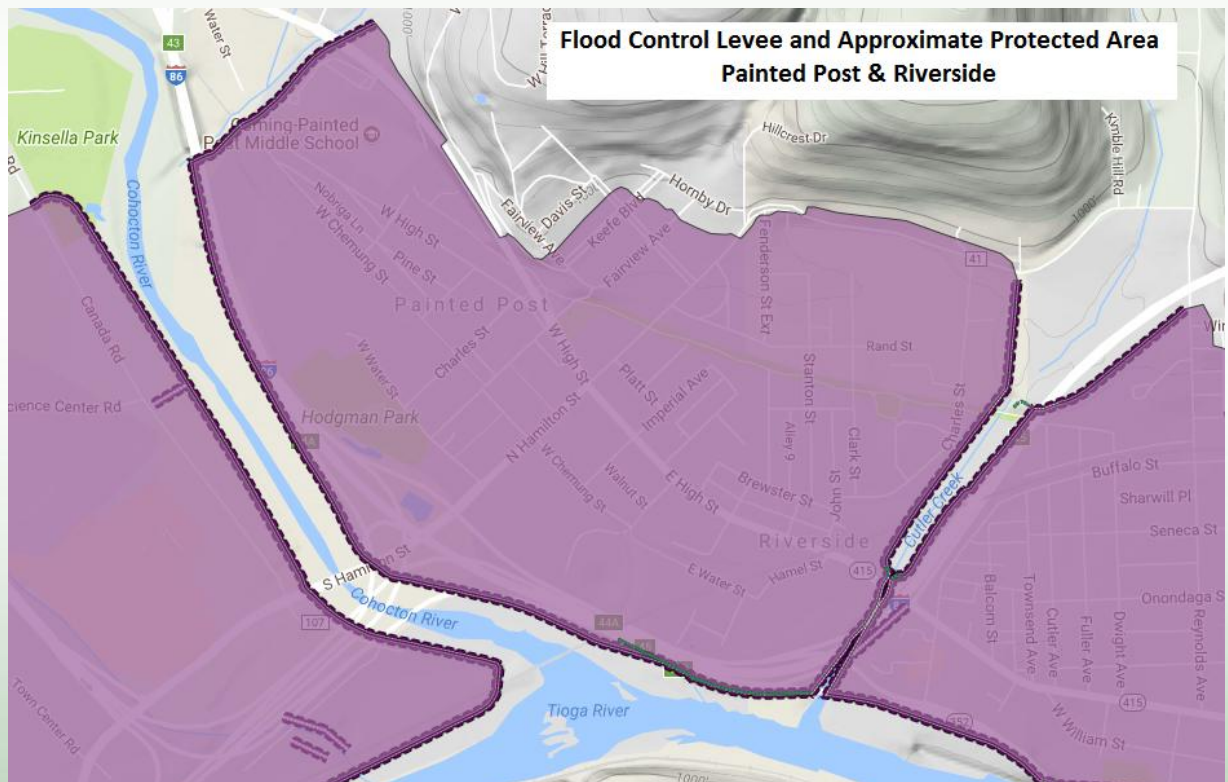 Flood Control Levee and Approximate Protected Area
Painted Post & Riverside
43
86
Water St
Kinsella Park
Cohocton River
Corning-Painted
Post Middle School
Hillcrest Dr
Kimble Hill Rd
1000'
Hornby Dr
Davis St
Fairview Ave
Keefe Blvd
Fairview Ave
Nobriga Ln
W High St
W Chemung St
Pine St
Painted Post
Fenderson St Ext
41
Rand St
Canada Rd
W Water St
Charles St
W High St
Platt St
Imperial Ave
Stanton St
Alley 9
Clark St
John St
Charles St
Hodgman Park
N Hamilton St
W Chemung St
Walnut St
E High St
Brewster St
Buffalo St
Sharwill Pl
Seneca St
Cutler Creek
Riverside
415
E Water St
Hamel St
S Hamilton St
107
Cohocton River
44A
Balcom St
Townsend Ave
Cutler Ave
Fuller Ave
Dwight Ave
Onondaga S
Reynolds Ave
Town Center Rd
Tioga River
352
415
W William St
1000'